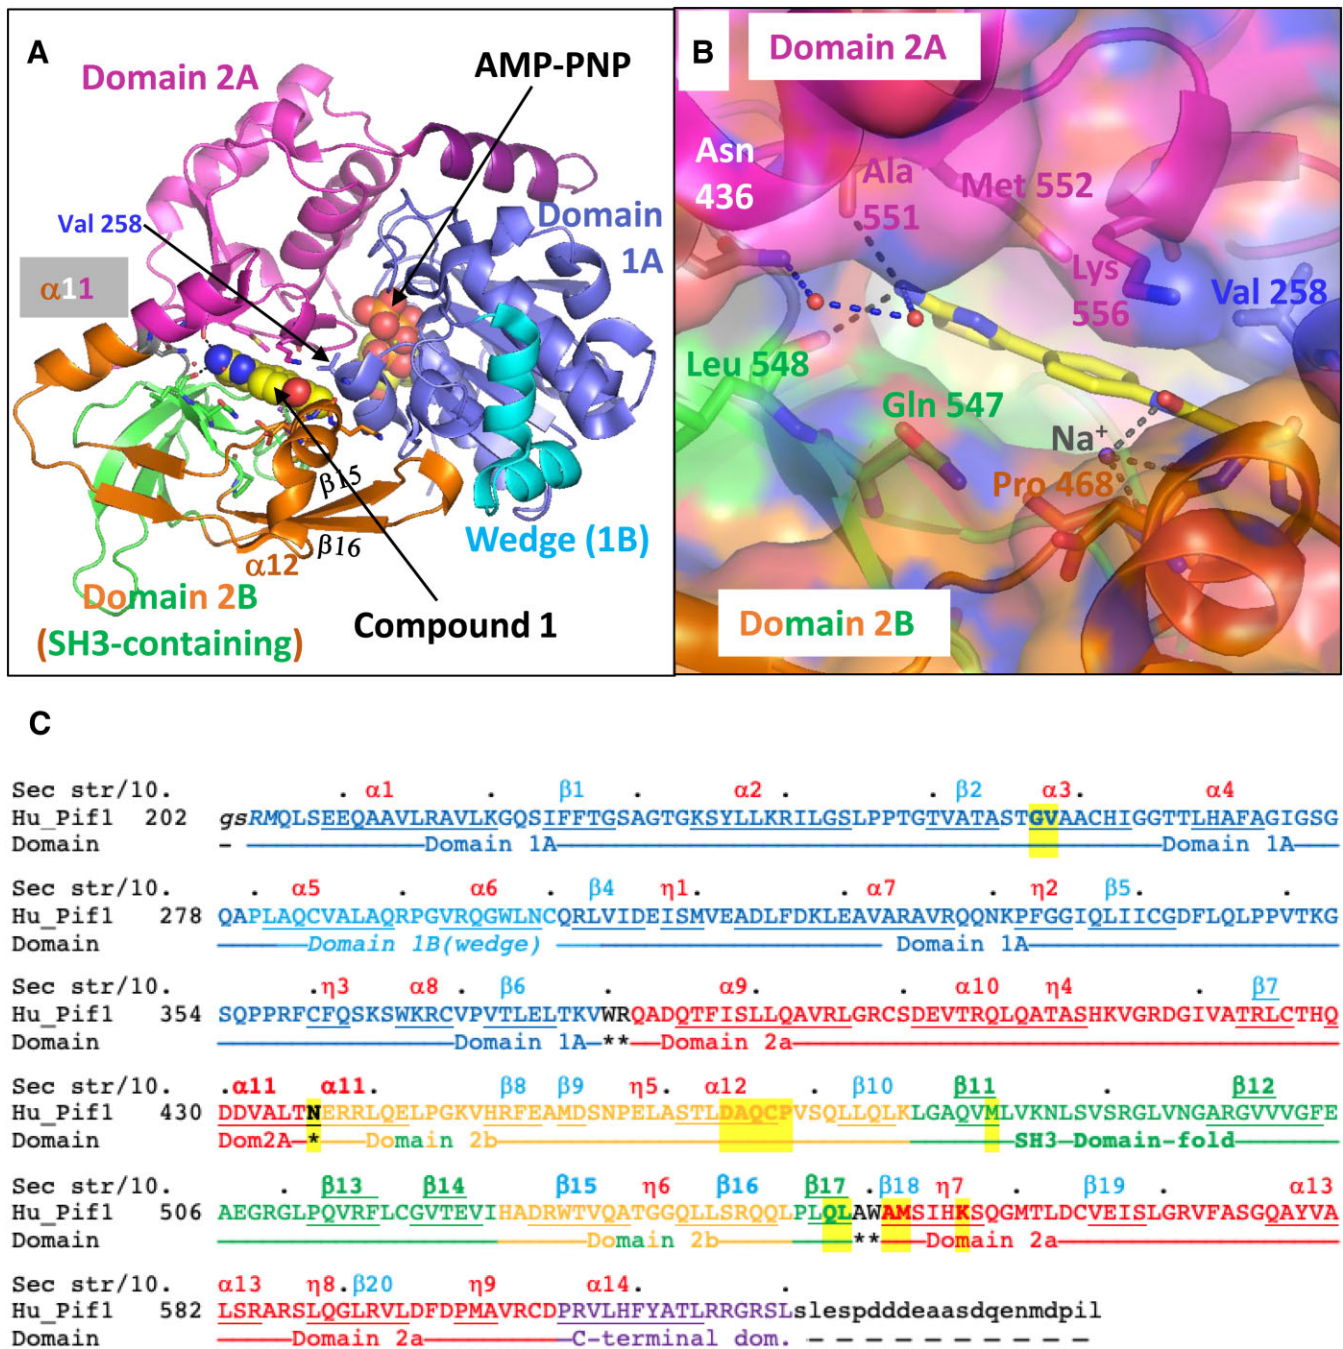 A
Domain 2A
AMP-PNP
Val 258
Domain
1A
α11
β15
β16
Wedge (1B)
α12
Domain 2B
(SH3-containing)
Compound 1
B
Domain 2A
Asn
436
Ala
551
Met 552
Lys
556
Val 258
Leu 548
Gln 547
Na+
Pro 468
Domain 2B
C
Sec str/10. . α1 . β1 . α2 . β2 . α3 . α4 .
Hu_Pif1 202 gsRMQLSEEQAAVLRAVLKGQSIFFTGSAGTGKSYLLKRILGSLPPTGTVATASTGVAACHIGGTTLHAFAGIGSG
Domain – Domain 1A Domain 1A
Sec str/10. . α5 . α6 . β4 η1 . α7 . η2 . β5 .
Hu_Pif1 278 QAPLAQCVALAQRPGVRQGWLNCQRLVIDEISMVEADLFDKLEAVARAVRQQNKPFGGIQLIICGDFLQLPPVTKG
Domain Domain 1B(wedge) Domain 1A
Sec str/10. .η3 α8 . β6 . α9 . . α10 η4 . β7
Hu_Pif1 354 SQPPRFCFQSKSWKRCVPVTLELTKVWRQADQTFISLLQAVRLGRCSDEVTRQLQATASHKVGRDGIVATRLCTHQ
Domain Domain 1A ** Domain 2a
Sec str/10. .α11 α11. . β8 β9 . η5 α12 . β10 . β11 . β12
Hu_Pif1 430 DDVALTNERRLQELPGKVHRFEAMDSNPELASTLDAQCPVSQLLQLKLGAQVMLVKNLSVSRGLVNGARGVVVGFE
Domain Dom2A * Domain 2b SH3-Domain-fold
Sec str/10. . β13 . β14 . β15 η6 . β16 . β17 .β18 η7 . β19 . α13
Hu_Pif1 506 AEGRGLPQVRFLCGVTEVIHADRWTVQATGGQLLSRQQLPLQLAWAMSIHKSQGMTLDCVEISLGRVFASGQAYVA
Domain Domain 2b ** Domain 2a
Sec str/10. α13 η8.β20 . η9 . α14. .
Hu_Pif1 582 LSRARSLQGLRVLDFDPMAVRCDPRVLHFYATLRRGRSLslespdddeaasdqenmdpil
Domain Domain 2a C-terminal dom. – – – – – – – – – –